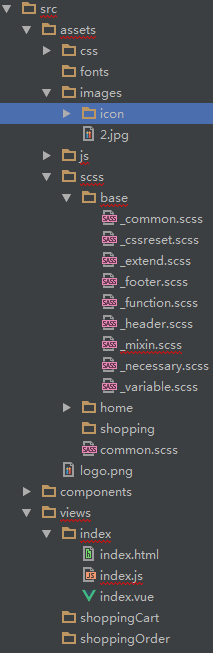 src
assets
css
fonts
images
icon
2.jpg
js
scss
base
_common.scss
_cssreset.scss
_extend.scss
_footer.scss
_function.scss
_header.scss
_mixin.scss
_necessary.scss
_variable.scss
home
shopping
common.scss
logo.png
components
views
index
index.html
index.js
index.vue
shoppingCart
shoppingOrder